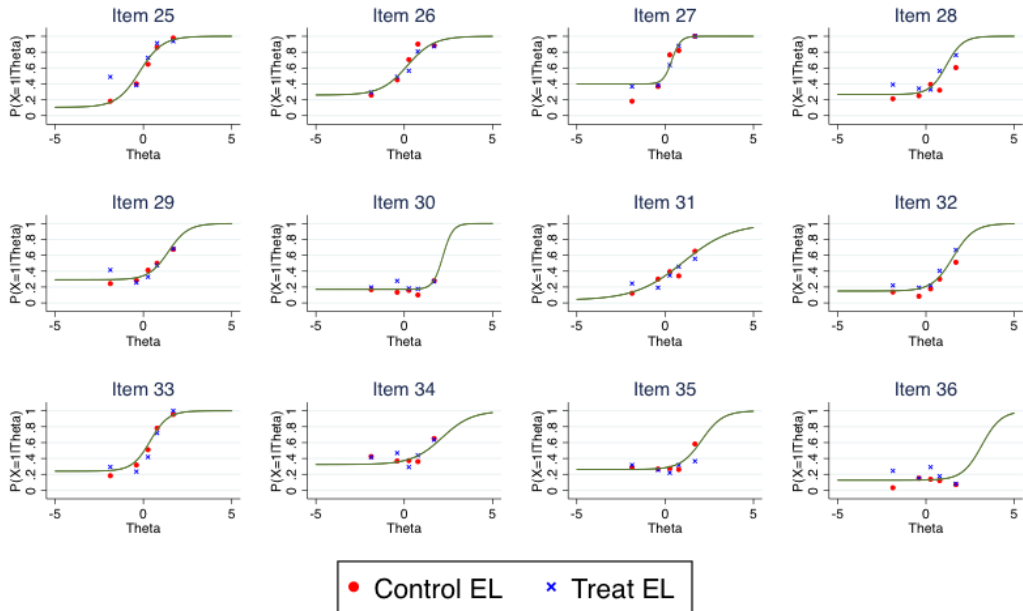 Item 25
P(X=1|Theta)
0 .2 .4 .6 .8 1
-5 0 5
Theta
Item 26
P(X=1|Theta)
0 .2 .4 .6 .8 1
-5 0 5
Theta
Item 27
P(X=1|Theta)
0 .2 .4 .6 .8 1
-5 0 5
Theta
Item 28
P(X=1|Theta)
0 .2 .4 .6 .8 1
-5 0 5
Theta
Item 29
P(X=1|Theta)
0 .2 .4 .6 .8 1
-5 0 5
Theta
Item 30
P(X=1|Theta)
0 .2 .4 .6 .8 1
-5 0 5
Theta
Item 31
P(X=1|Theta)
0 .2 .4 .6 .8 1
-5 0 5
Theta
Item 32
P(X=1|Theta)
0 .2 .4 .6 .8 1
-5 0 5
Theta
Item 33
P(X=1|Theta)
0 .2 .4 .6 .8 1
-5 0 5
Theta
Item 34
P(X=1|Theta)
0 .2 .4 .6 .8 1
-5 0 5
Theta
Item 35
P(X=1|Theta)
0 .2 .4 .6 .8 1
-5 0 5
Theta
Item 36
P(X=1|Theta)
0 .2 .4 .6 .8 1
-5 0 5
Theta
Control EL Treat EL